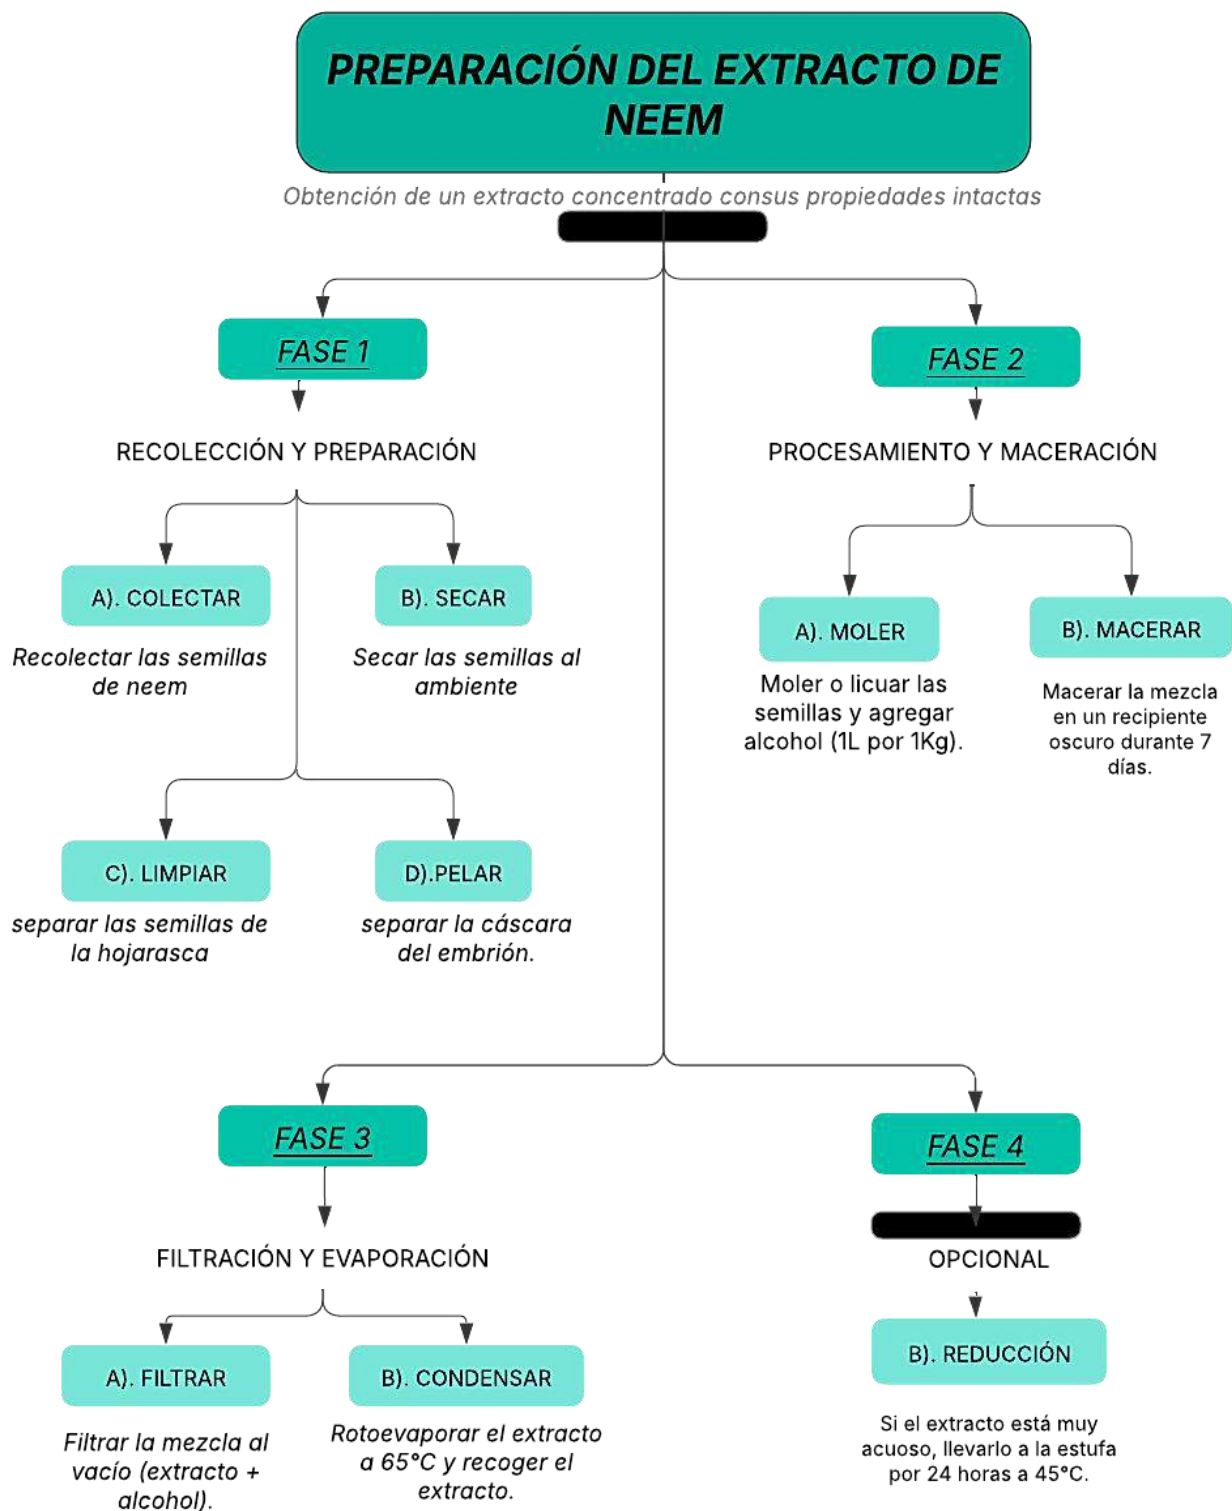 PREPARACIÓN DEL EXTRACTO DE
NEEM
Obtención de un extracto concentrado consus propiedades intactas
FASE 1
RECOLECCIÓN Y PREPARACIÓN
A). COLECTAR
Recolectar las semillas
de neem
B). SECAR
Secar las semillas al
ambiente
C). LIMPIAR
separar las semillas de
la hojarasca
D).PELAR
separar la cáscara
del embrión.
FASE 2
PROCESAMIENTO Y MACERACIÓN
A). MOLER
Moler o licuar las
semillas y agregar
alcohol (1L por 1Kg).
B). MACERAR
Macerar la mezcla
en un recipiente
oscuro durante 7
días.
FASE 3
FILTRACIÓN Y EVAPORACIÓN
A). FILTRAR
Filtrar la mezcla al
vacío (extracto +
alcohol).
B). CONDENSAR
Rotoevaporar el extracto
a 65°C y recoger el
extracto.
FASE 4
OPCIONAL
B). REDUCCIÓN
Si el extracto está muy
acuoso, llevarlo a la estufa
por 24 horas a 45°C.